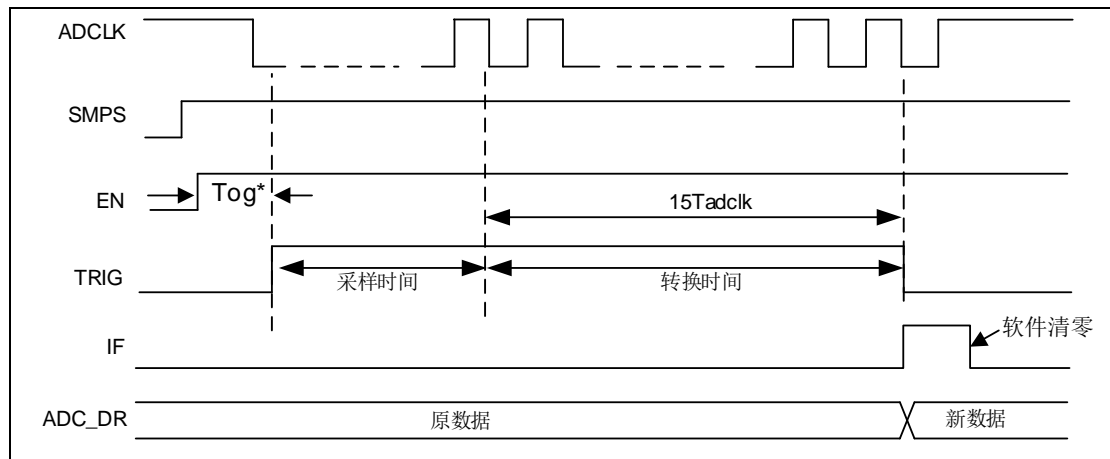 ADCLK
SMPS
EN
Tog*
15Tadclk
TRIG
采样时间
转换时间
IF
软件清零
ADC_DR
原数据
新数据